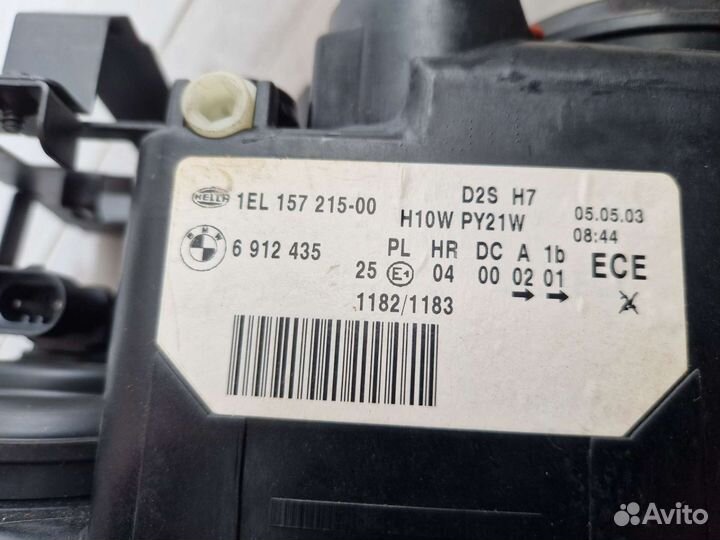 HELLA 1EL 157 215-00
D2S H7
H10W PY21W
05.05.03
08:44
BMW 6 912 435
PL HR DC A 1b
25 E1 04 00 02 01
ECE
1182/1183
Avito